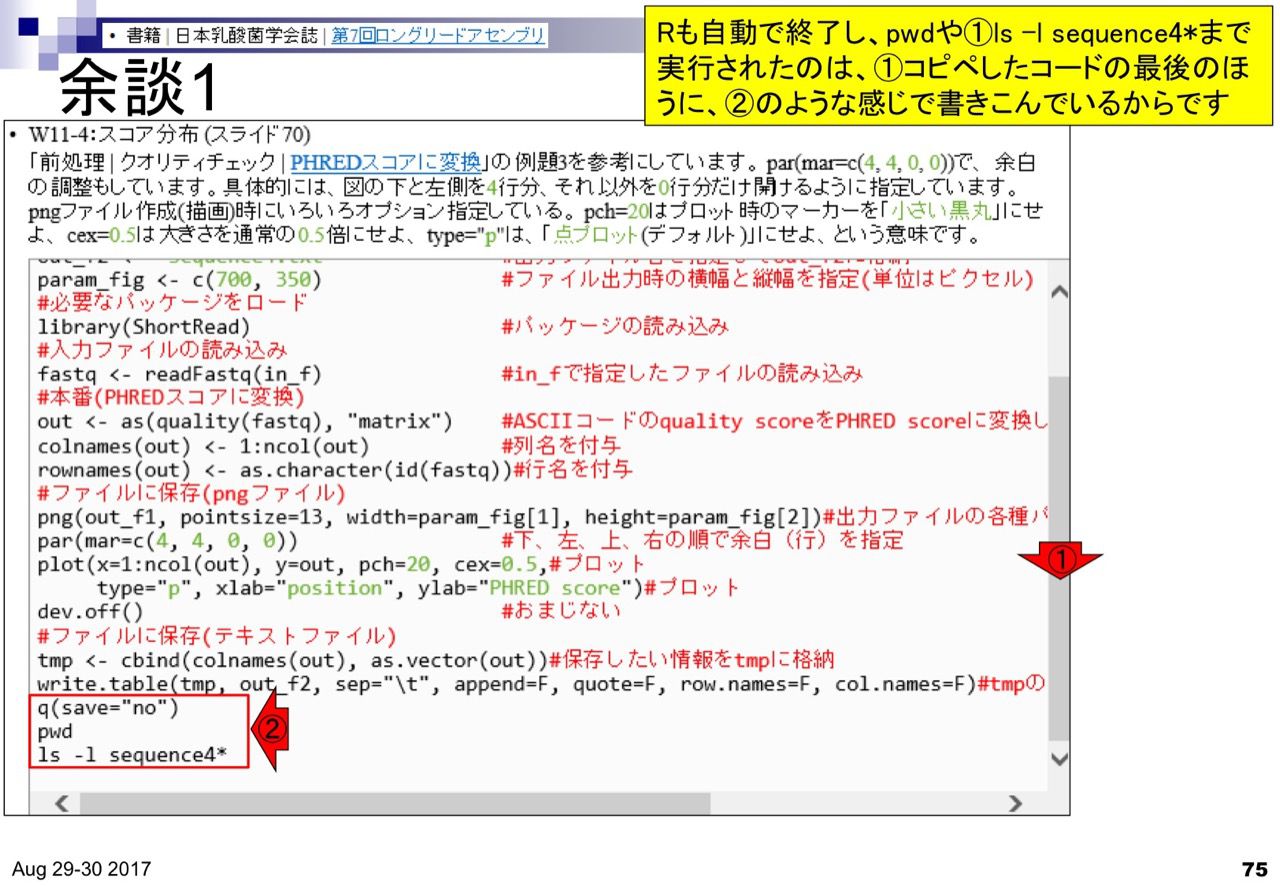 • 書籍 | 日本乳酸菌学会誌 | 第7回ロングリードアセンブリ
余談1
Rも自動で終了し、pwdや①ls –l sequence4*まで
実行されたのは、①コピペしたコードの最後のほ
うに、②のような感じで書きこんでいるからです
• W11-4：スコア分布 (スライド70)
「前処理 | クオリティチェック | PHREDスコアに変換」の例題3を参考にしています。par(mar=c(4, 4, 0, 0))で、余白
の調整もしています。具体的には、図の下と左側を4行分、それ以外を0行分だけ開けるように指定しています。
pngファイル作成(描画)時にいろいろオプション指定している。pch=20はプロット時のマーカーを「小さい黒丸」にせ
よ、cex=0.5は大きさを通常の0.5倍にせよ、type="p"は、「点プロット(デフォルト)」にせよ、という意味です。
param_fig <- c(700, 350) #ファイル出力時の横幅と縦幅を指定(単位はピクセル)
#必要なパッケージをロード
library(ShortRead) #パッケージの読み込み
#入力ファイルの読み込み
fastq <- readFastq(in_f) #in_fで指定したファイルの読み込み
#本番(PHREDスコアに変換)
out <- as(quality(fastq), "matrix") #ASCIIコードのquality scoreをPHRED scoreに変換し
colnames(out) <- 1:ncol(out) #列名を付与
rownames(out) <- as.character(id(fastq))#行名を付与
#ファイルに保存(pngファイル)
png(out_f1, pointsize=13, width=param_fig[1], height=param_fig[2])#出力ファイルの各種パ
par(mar=c(4, 4, 0, 0)) #下、左、上、右の順で余白（行）を指定
plot(x=1:ncol(out), y=out, pch=20, cex=0.5,#プロット
type="p", xlab="position", ylab="PHRED score")#プロット
dev.off() #おまじない
#ファイルに保存(テキストファイル)
tmp <- cbind(colnames(out), as.vector(out))#保存したい情報をtmpに格納
write.table(tmp, out_f2, sep="\t", append=F, quote=F, row.names=F, col.names=F)#tmpの
q(save="no")
pwd
ls -l sequence4*
①
②
Aug 29-30 2017
75